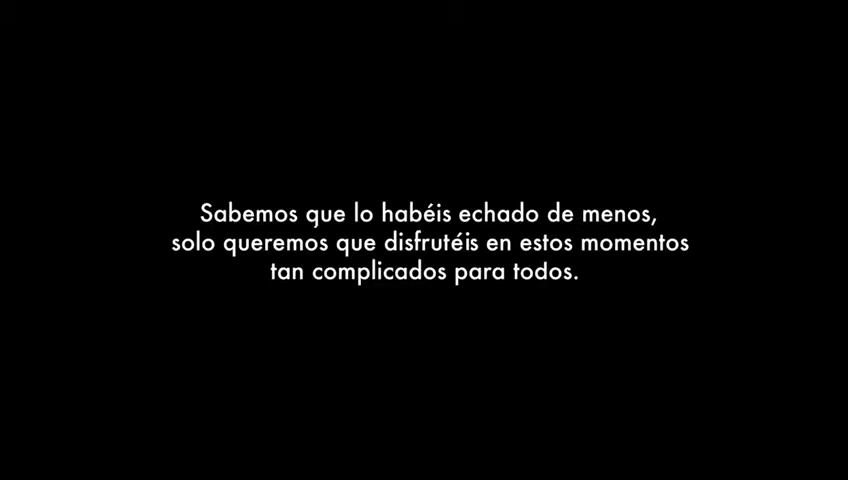 Sabemos que lo habéis echado de menos,
solo queremos que disfrutéis en estos momentos
tan complicados para todos.